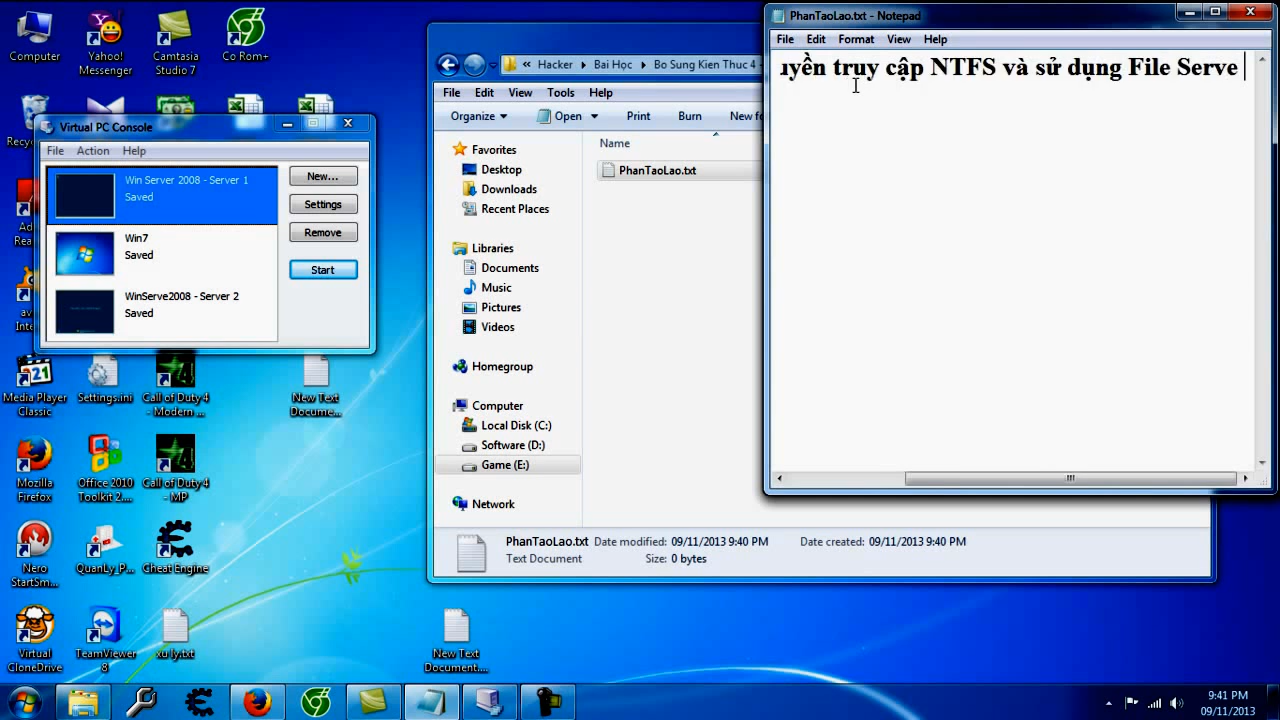 Computer
Yahoo!
Messenger
Camtasia
Studio 7
Co Rom+
Virtual PC Console
File Action Help
Win Server 2008 - Server 1
Saved
Win7
Saved
WinServe2008 - Server 2
Saved
New...
Settings
Remove
Start
Media Player
Classic
Settings.ini
Call of Duty 4
- Modern ...
New Text
Docume...
Mozilla
Firefox
Office 2010
Toolkit 2....
Call of Duty 4
- MP
Nero
StartSm...
QuanLy_P...
Cheat Engine
Virtual
CloneDrive
TeamViewer
8
xu ly.txt
New Text
Document....
« Hacker Bai Học Bo Sung Kien Thuc 4
File Edit View Tools Help
Organize Open Print Burn
Name
PhanTaoLao.txt
Favorites
Desktop
Downloads
Recent Places
Libraries
Documents
Music
Pictures
Videos
Homegroup
Computer
Local Disk (C:)
Software (D:)
Game (E:)
Network
PhanTaoLao.txt Date modified: 09/11/2013 9:40 PM Date created: 09/11/2013 9:40 PM
Text Document Size: 0 bytes
PhanTaoLao.txt - Notepad
File Edit Format View Help
truy cập NTFS và sử dụng File Serve
9:41 PM
09/11/2013